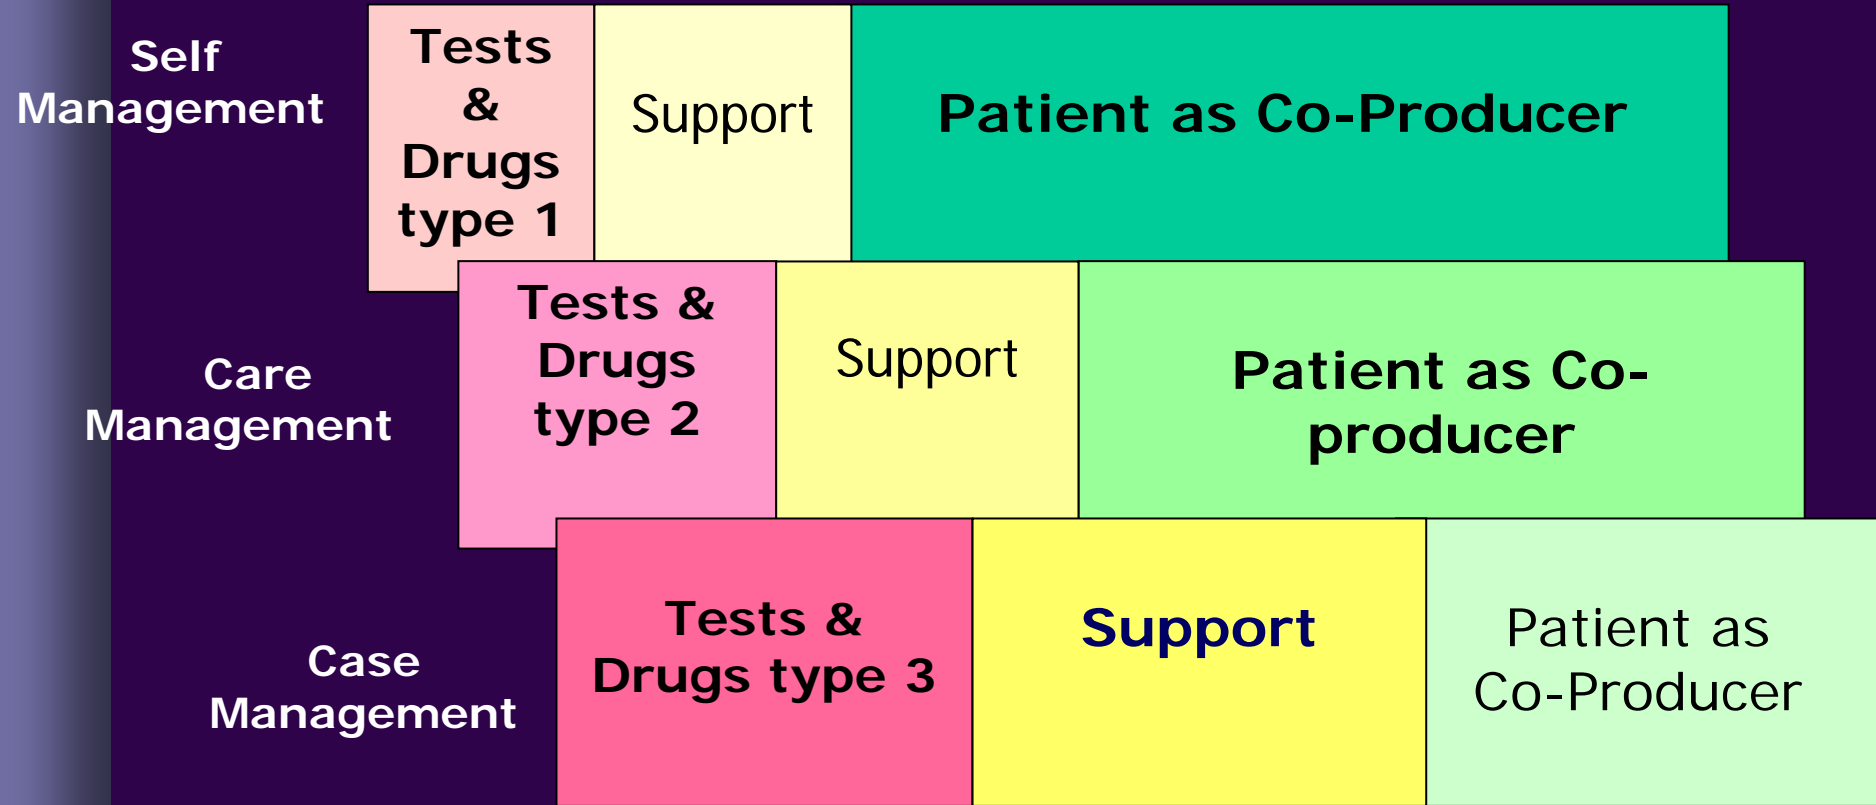 Self
Management
Tests
&
Drugs
type 1
Support
Patient as Co-Producer
Care
Management
Tests &
Drugs
type 2
Support
Patient as Co-
producer
Case
Management
Tests &
Drugs type 3
Support
Patient as
Co-Producer